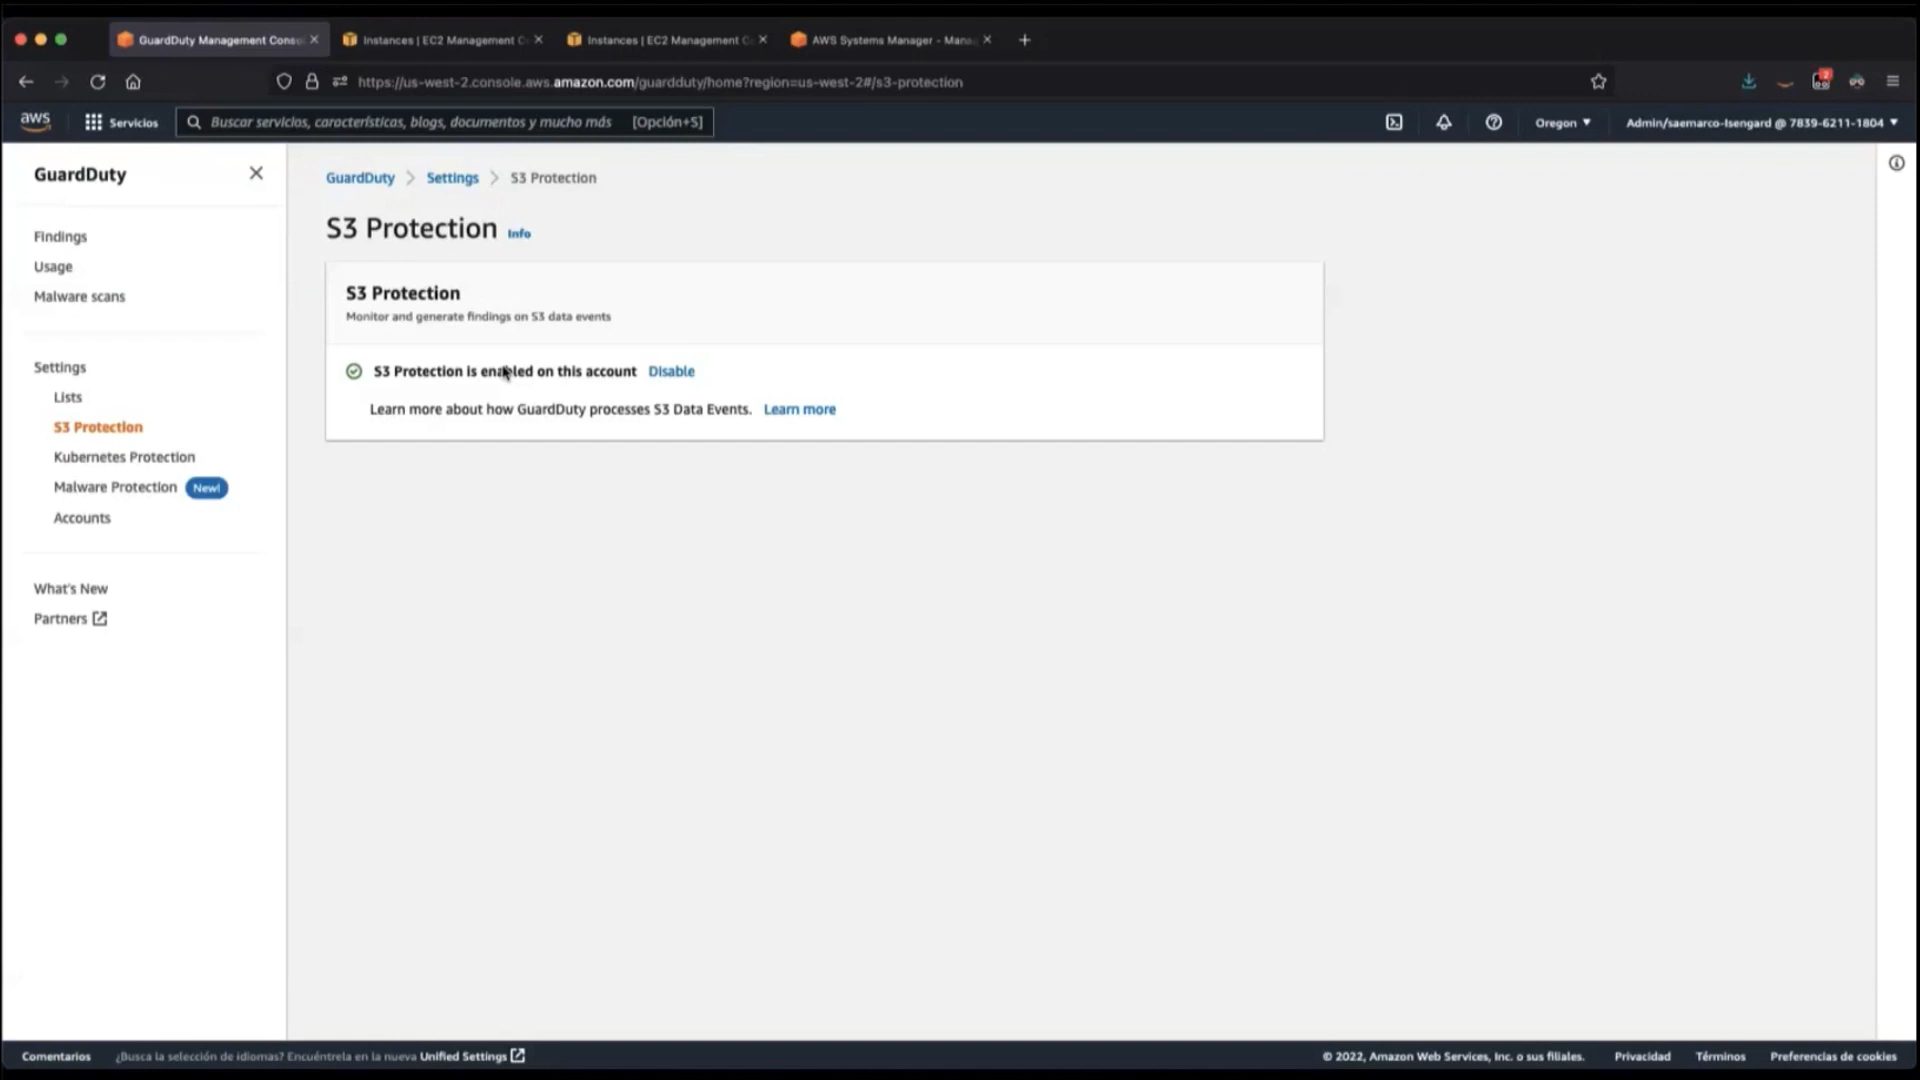 GuardDuty Management Conso
Instances | EC2 Management C
Instances | EC2 Management C
AWS Systems Manager - Mana
https://us-west-2.console.aws.amazon.com/guardduty/home?region=us-west-2#/s3-protection
2
aws
Servicios
Buscar servicios, características, blogs, documentos y mucho más [Opción+S]
Oregon
Admin/saemarco-Isengard @ 7839-6211-1804
GuardDuty
Findings
Usage
Malware scans
Settings
Lists
S3 Protection
Kubernetes Protection
Malware Protection New!
Accounts
What's New
Partners
GuardDuty > Settings > S3 Protection
S3 Protection Info
S3 Protection
Monitor and generate findings on S3 data events
S3 Protection is enabled on this account Disable
Learn more about how GuardDuty processes S3 Data Events. Learn more
Comentarios
¿Busca la selección de idiomas? Encuéntrela en la nueva Unified Settings
© 2022, Amazon Web Services, Inc. o sus filiales.
Privacidad
Términos
Preferencias de cookies